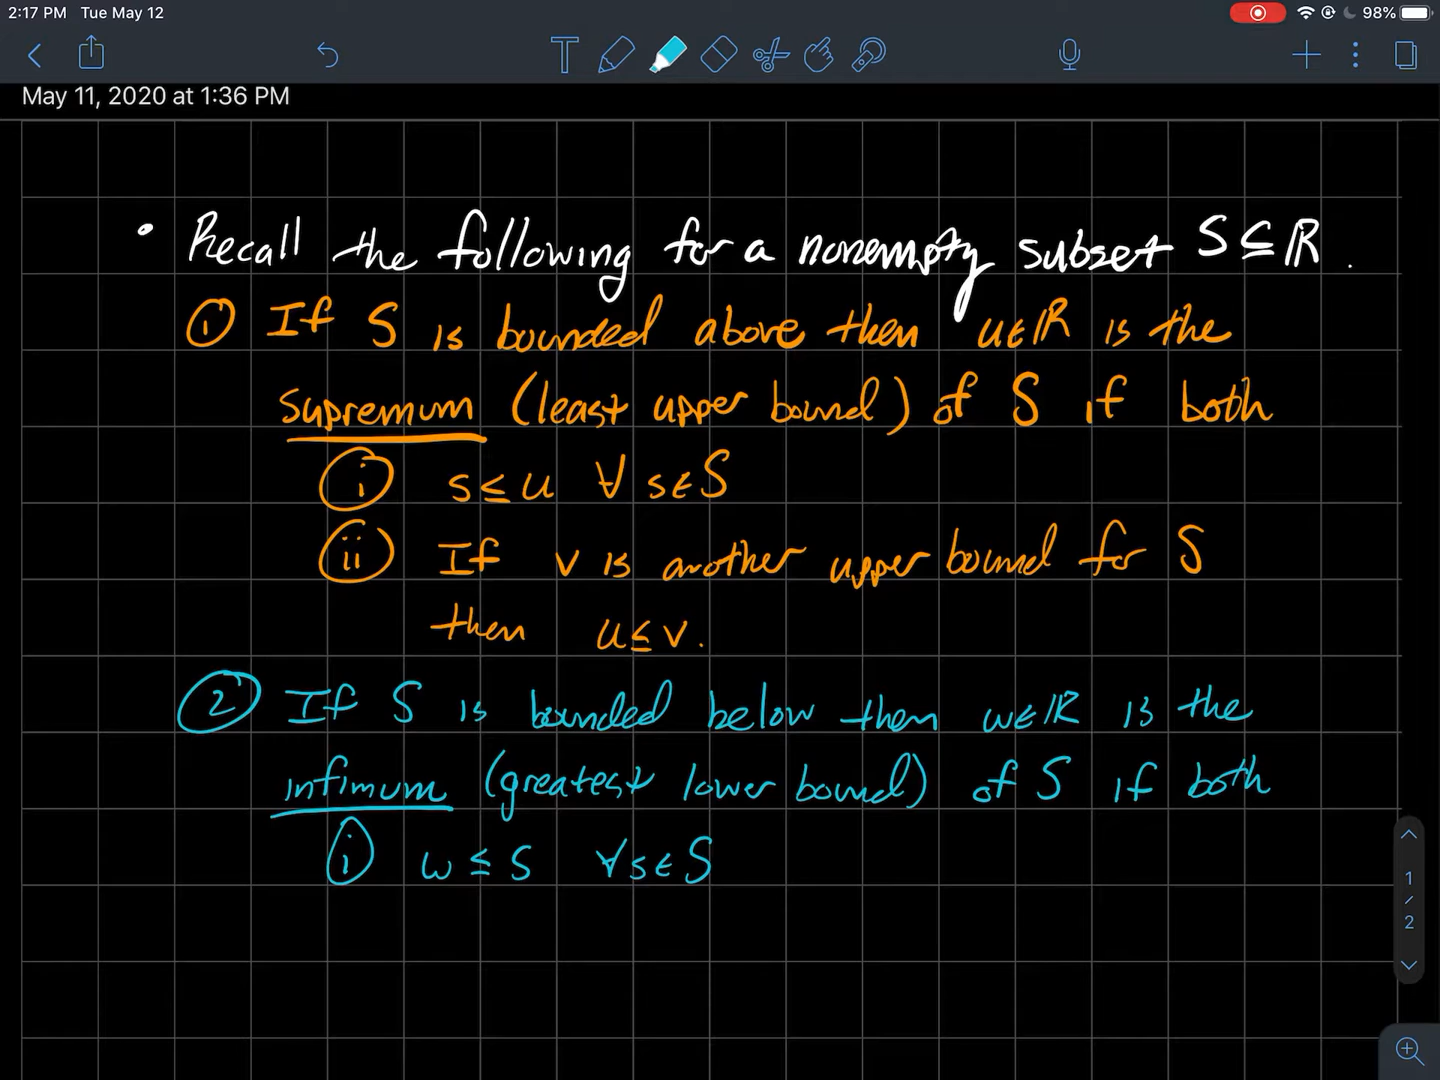 2:17 PM Tue May 12
98%
May 11, 2020 at 1:36 PM
• Recall the following for a nonempty subset S⊆ℝ.
① If S is bounded above then u∈ℝ is the
supremum (least upper bound) of S if both
ⓘ s≤u ∀ s∈S
ⓘⓘ If v is another upper bound for S
then u≤v.
② If S is bounded below then w∈ℝ is the
infimum (greatest lower bound) of S if both
ⓘ w≤s ∀s∈S
1
/
2